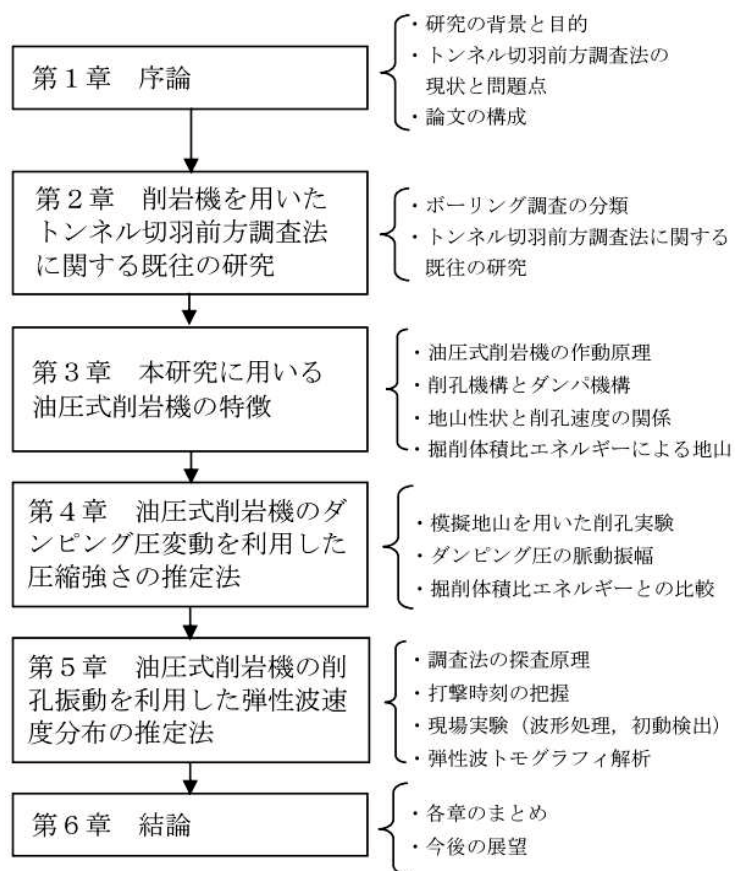 第１章　序論
・研究の背景と目的
・トンネル切羽前方調査法の
現状と問題点
・論文の構成
第２章　削岩機を用いた
トンネル切羽前方調査法
に関する既往の研究
・ボーリング調査の分類
・トンネル切羽前方調査法に関する
既往の研究
第３章　本研究に用いる
油圧式削岩機の特徴
・油圧式削岩機の作動原理
・削孔機構とダンパ機構
・地山性状と削孔速度の関係
・掘削体積比エネルギーによる地山
第４章　油圧式削岩機のダ
ンピング圧変動を利用した
圧縮強さの推定法
・模擬地山を用いた削孔実験
・ダンピング圧の脈動振幅
・掘削体積比エネルギーとの比較
第５章　油圧式削岩機の削
孔振動を利用した弾性波速
度分布の推定法
・調査法の探査原理
・打撃時刻の把握
・現場実験（波形処理，初動検出）
・弾性波トモグラフィ解析
第６章　結論
・各章のまとめ
・今後の展望